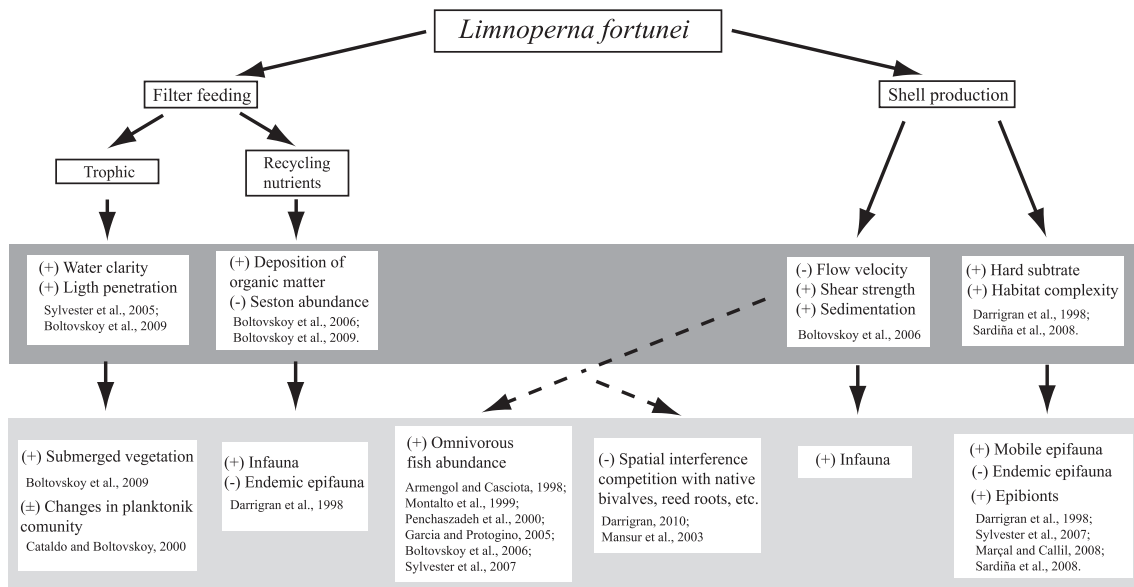 Limnoperna fortunei
Filter feeding
Shell production
Trophic
Recycling
nutrients
(+) Water clarity
(+) Ligth penetration
Sylvester et al., 2005;
Boltovskoy et al., 2009
(+) Deposition of
organic matter
(-) Seston abundance
Boltovskoy et al., 2006;
Boltovskoy et al., 2009.
(-) Flow velocity
(+) Shear strength
(+) Sedimentation
Boltovskoy et al., 2006
(+) Hard subtrate
(+) Habitat complexity
Darrigran et al., 1998;
Sardiña et al., 2008.
(+) Submerged vegetation
Boltovskoy et al., 2009
(±) Changes in planktonik
comunity
Cataldo and Boltovskoy, 2000
(+) Infauna
(-) Endemic epifauna
Darrigran et al., 1998
(+) Omnivorous
fish abundance
Armengol and Casciota, 1998;
Montalto et al., 1999;
Penchaszadeh et al., 2000;
Garcia and Protogino, 2005;
Boltovskoy et al., 2006;
Sylvester et al., 2007
(-) Spatial interference
competition with native
bivalves, reed roots, etc.
Darrigran, 2010;
Mansur et al., 2003
(+) Infauna
(+) Mobile epifauna
(-) Endemic epifauna
(+) Epibionts
Darrigran et al., 1998;
Sylvester et al., 2007;
Marçal and Callil, 2008;
Sardiña et al., 2008.